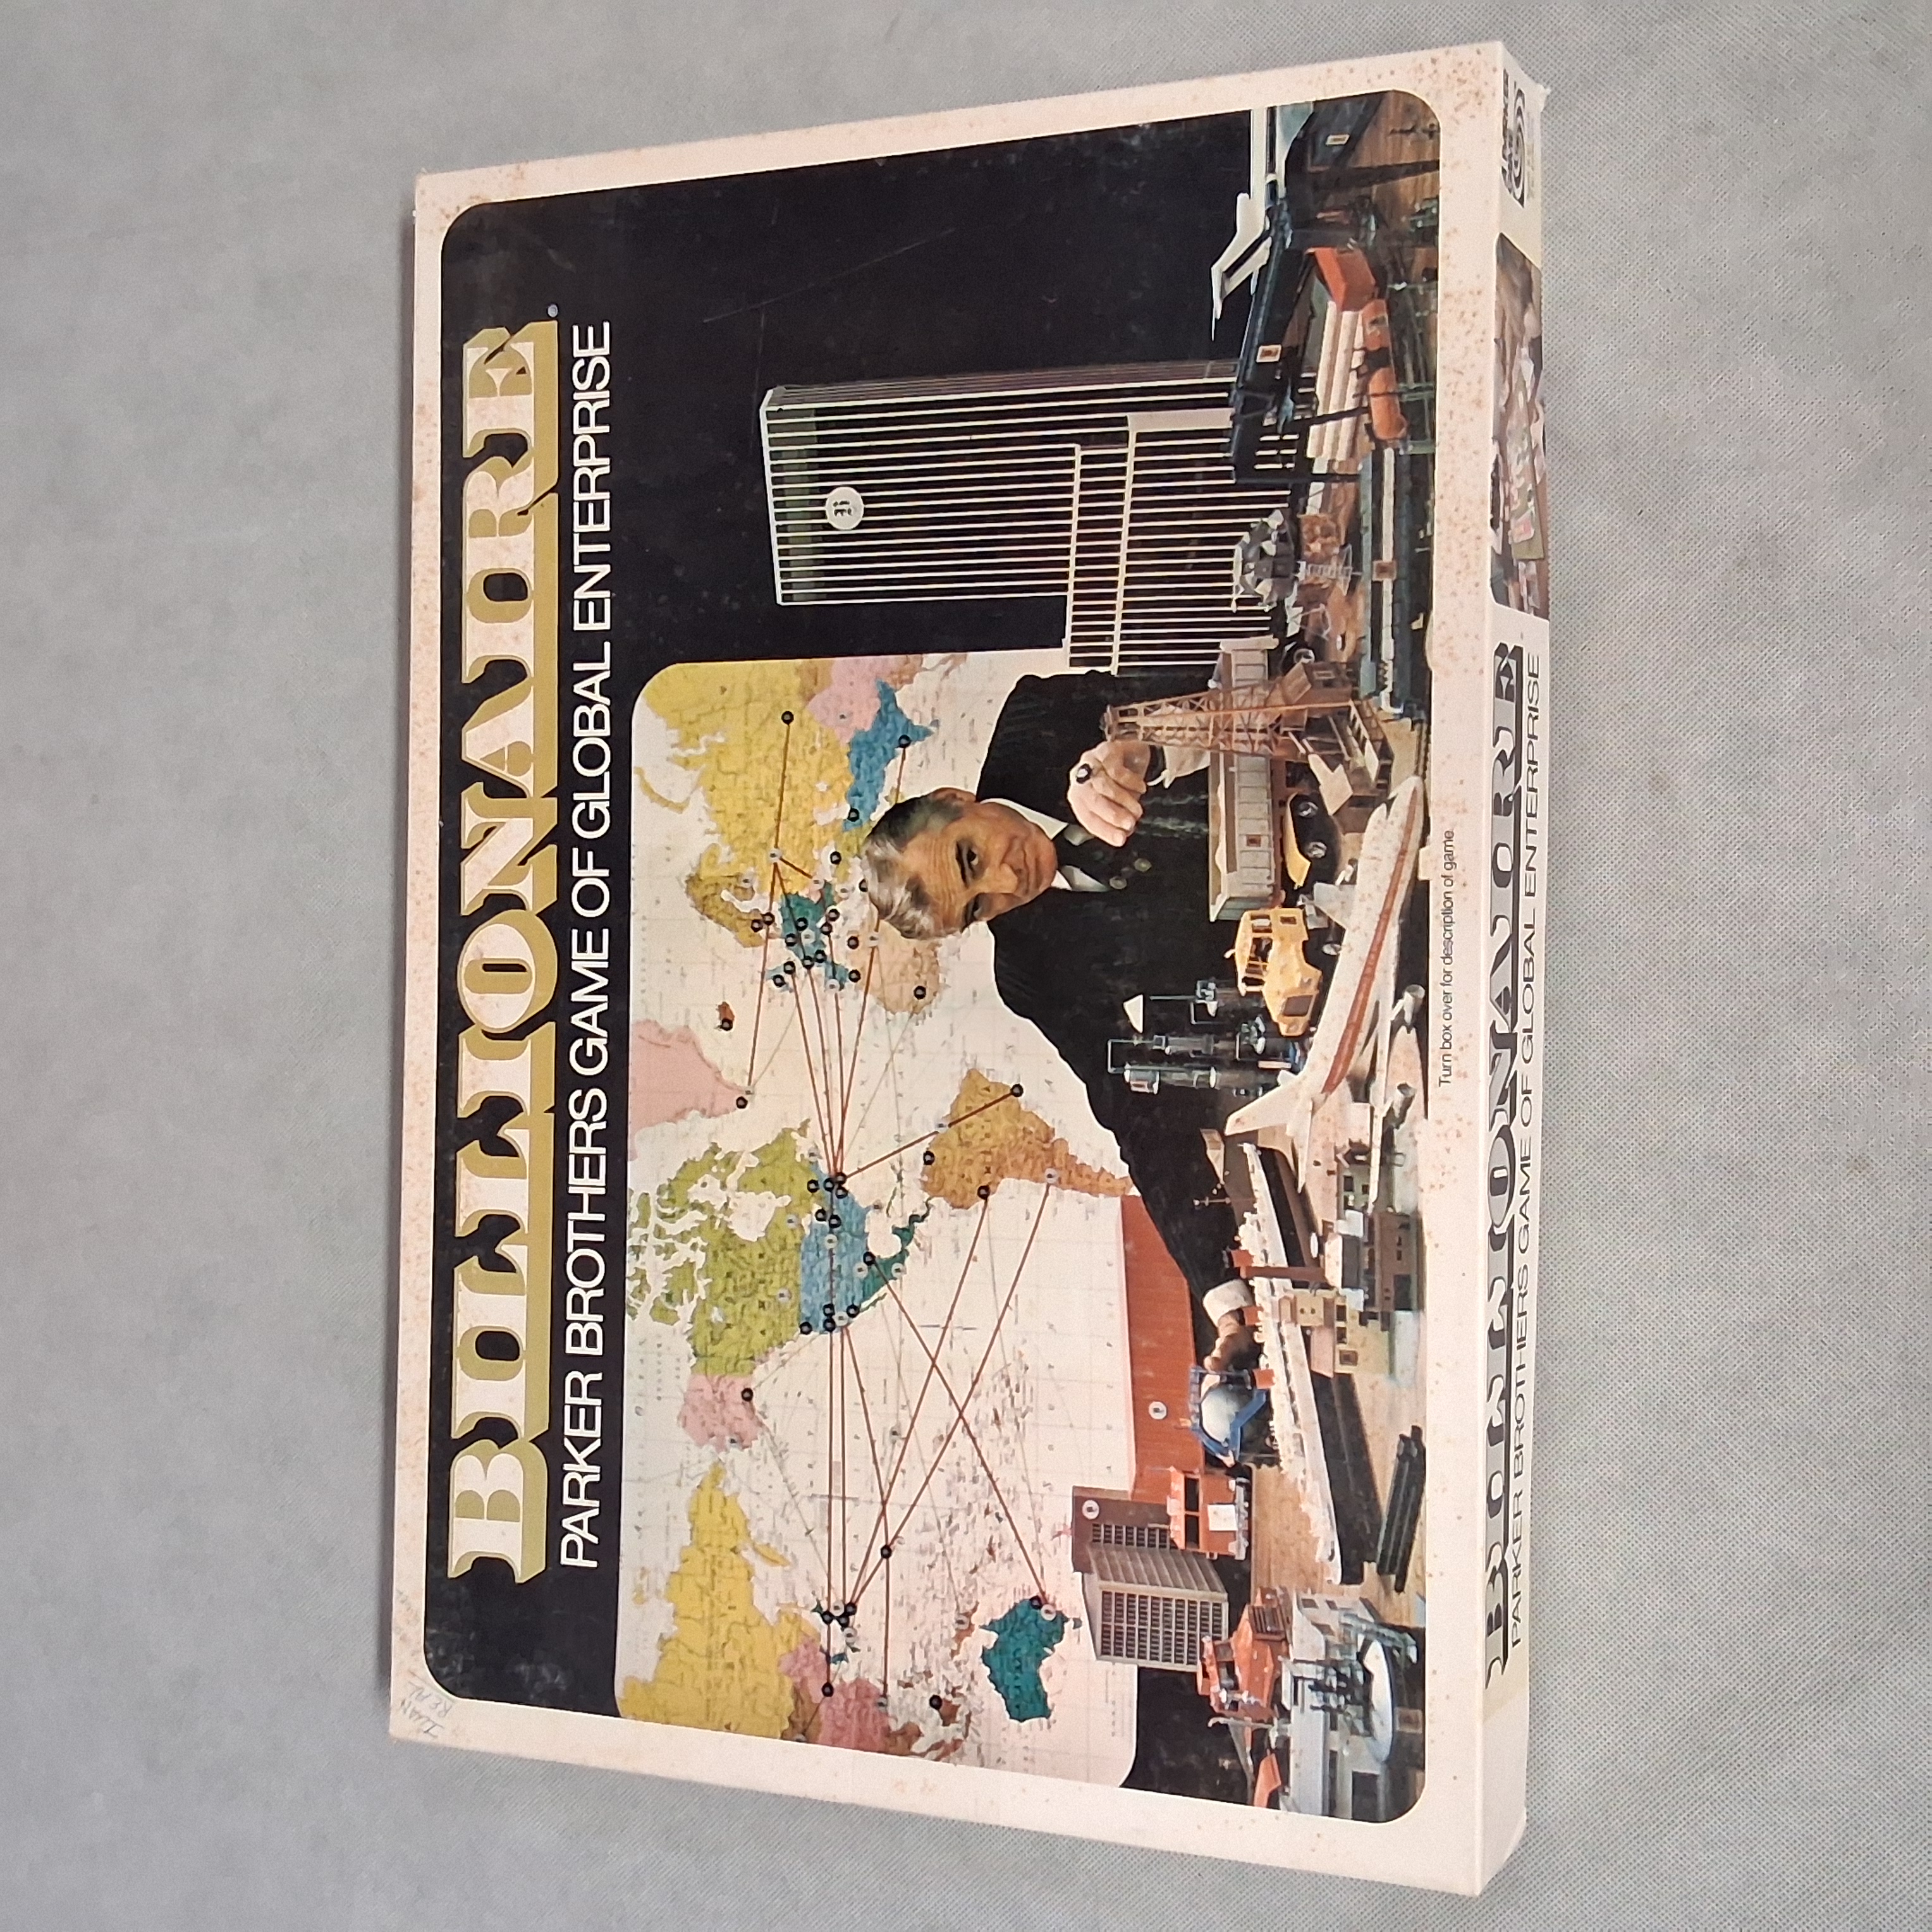 BILLIONAIRE
PARKER BROTHERS GAME OF GLOBAL ENTERPRISE
Turn box over for description of game.
BILLIONAIRE
PARKER BROTHERS GAME OF GLOBAL ENTERPRISE